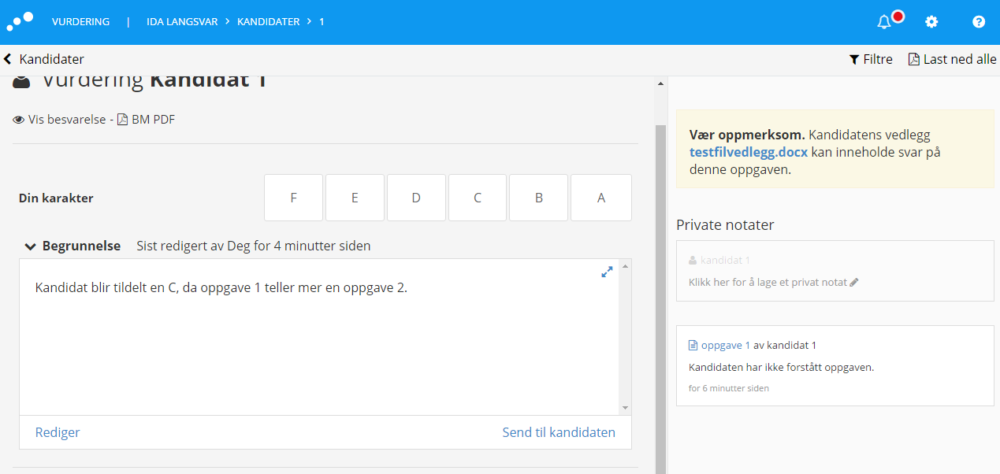 VURDERING | IDA LANGSVAR > KANDIDATER > 1
Kandidater
Filtre
Last ned alle
Vurdering Kandidat 1
Vis besvarelse - BM PDF
Din karakter
F E D C B A
Begrunnelse Sist redigert av Deg for 4 minutter siden
Kandidat blir tildelt en C, da oppgave 1 teller mer en oppgave 2.
Rediger
Send til kandidaten
Vær oppmerksom. Kandidatens vedlegg
testfilvedlegg.docx kan inneholde svar på
denne oppgaven.
Private notater
kandidat 1
Klikk her for å lage et privat notat
oppgave 1 av kandidat 1
Kandidaten har ikke forstått oppgaven.
for 6 minutter siden